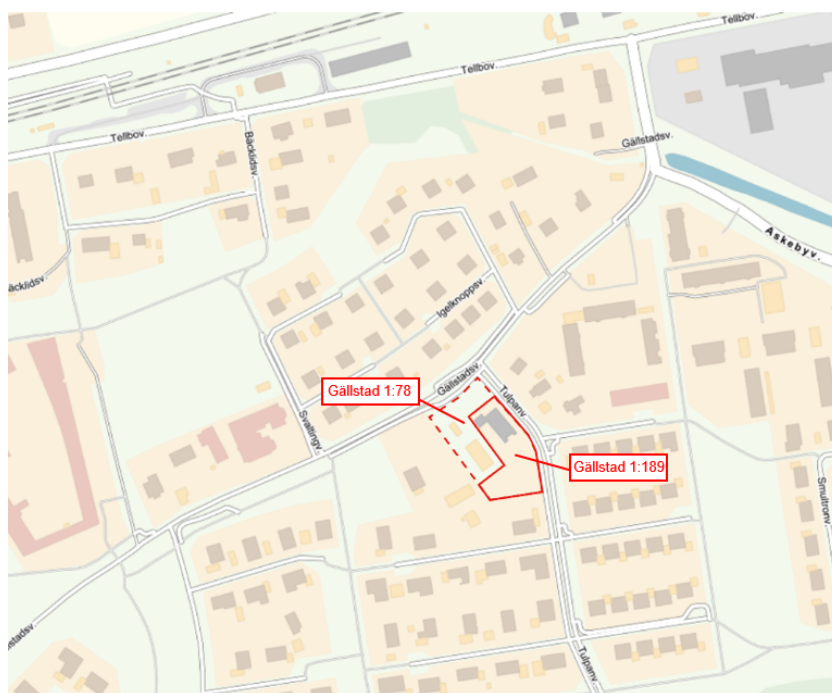 Tellbov.
Tellbov.
Tellbov.
Bäcklidsv.
Gällstadsv.
Askebyv.
Bäcklidsv.
Igelknoppsv.
Gällstadsv.
Gällstad 1:78
Tulpanv.
Svaltingv.
Gällstad 1:189
Smultronv.
stadsv.
Tulpanv.